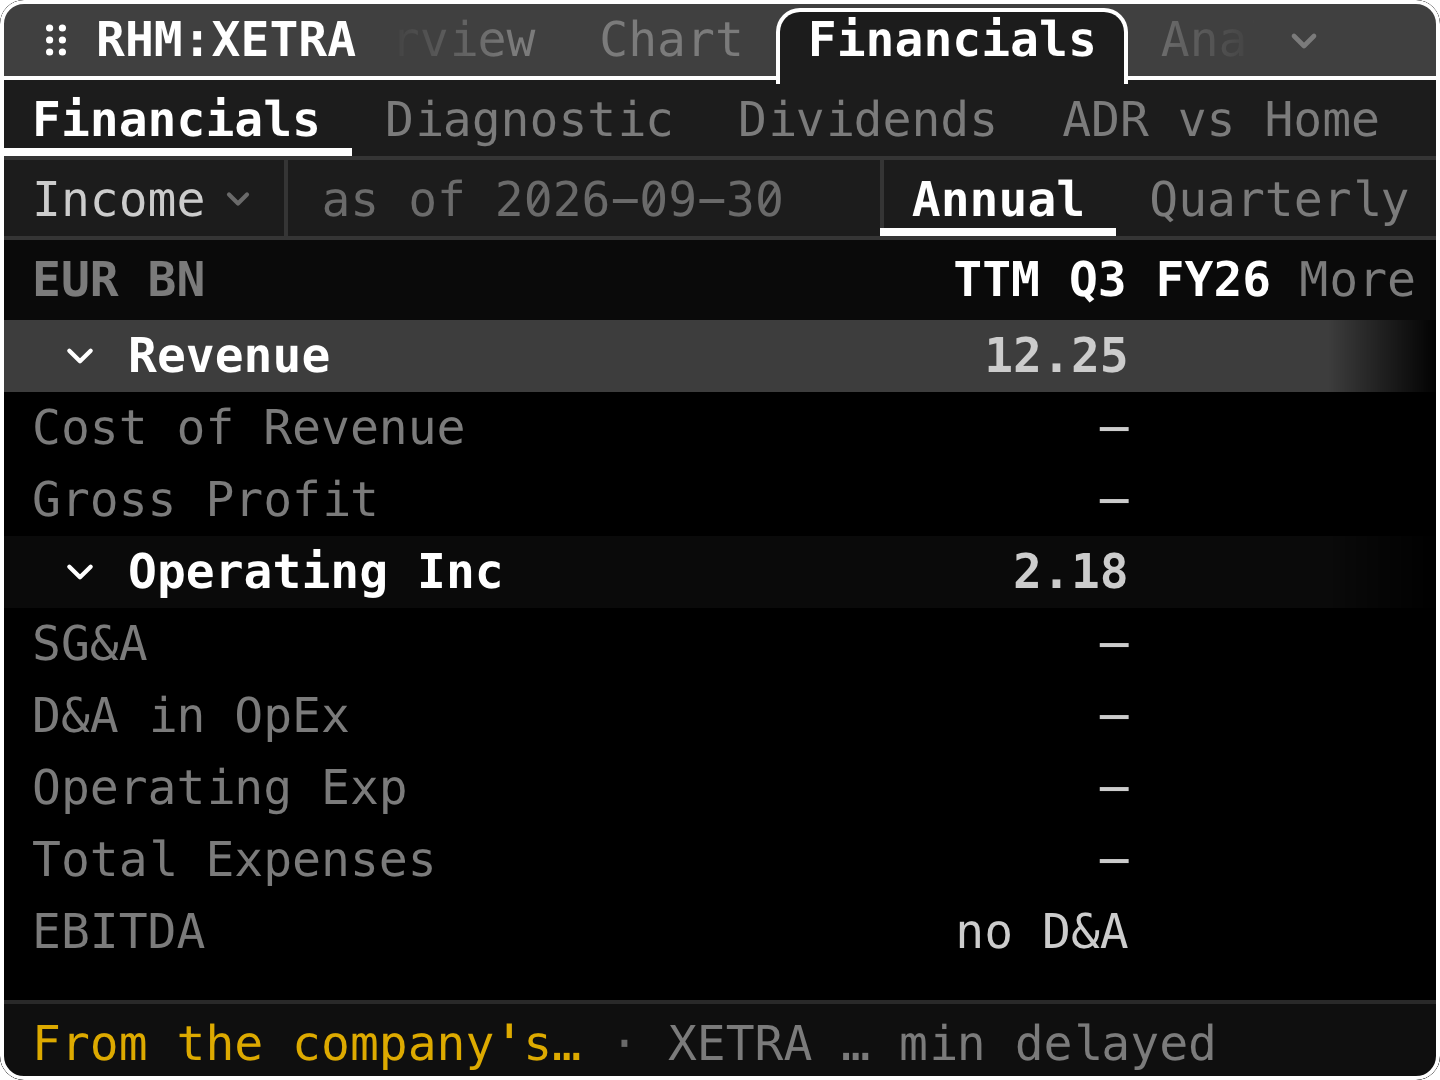 RHM:XETRA rview Chart Financials Ana
Financials Diagnostic Dividends ADR vs Home
Income as of 2026-09-30 Annual Quarterly
EUR BN TTM Q3 FY26 More
Revenue 12.25
Cost of Revenue —
Gross Profit —
Operating Inc 2.18
SG&A —
D&A in OpEx —
Operating Exp —
Total Expenses —
EBITDA no D&A
From the company's… · XETRA … min delayed